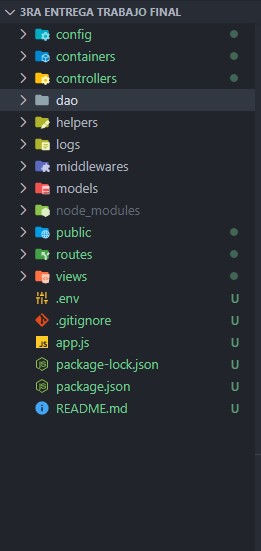 3RA ENTREGA TRABAJO FINAL
config
containers
controllers
dao
helpers
logs
middlewares
models
node_modules
public
routes
views
.env U
.gitignore U
JS app.js U
package-lock.json U
package.json U
README.md U